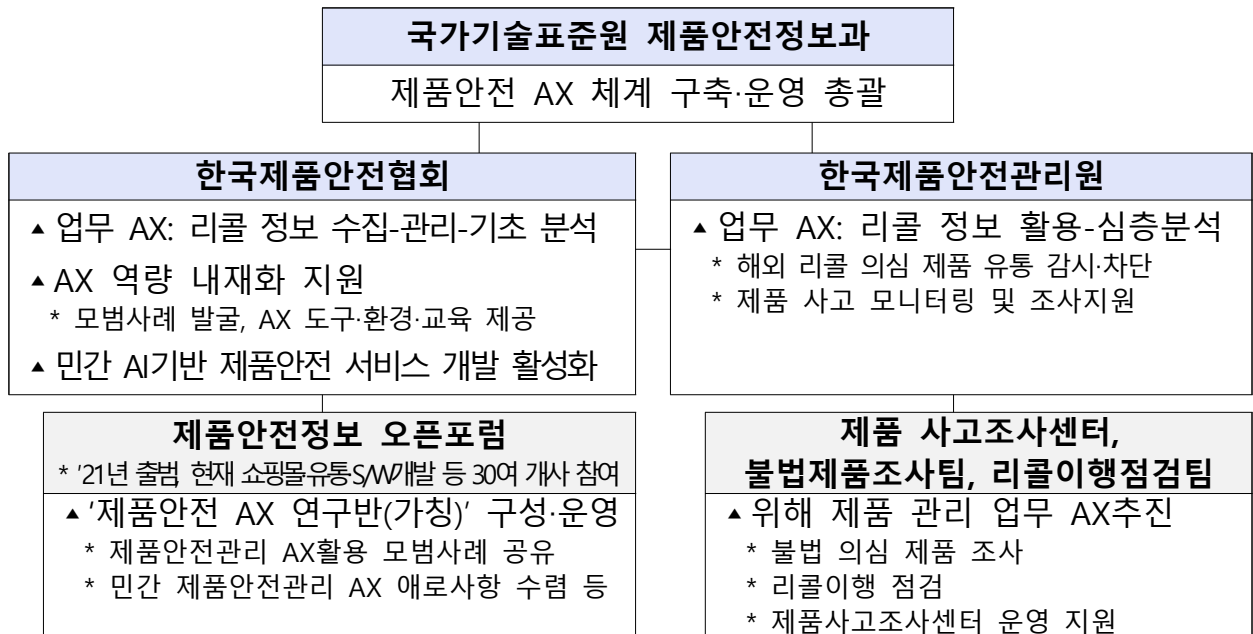 국가기술표준원 제품안전정보과
제품안전 AX 체계 구축·운영 총괄
한국제품안전협회
▲ 업무 AX: 리콜 정보 수집-관리-기초 분석
▲ AX 역량 내재화 지원
* 모범사례 발굴, AX 도구·환경·교육 제공
▲ 민간 AI기반 제품안전 서비스 개발 활성화
한국제품안전관리원
▲ 업무 AX: 리콜 정보 활용-심층분석
* 해외 리콜 의심 제품 유통 감시·차단
* 제품 사고 모니터링 및 조사지원
제품안전정보 오픈포럼
* '21년 출범, 현재 쇼핑몰·유통·S/W개발 등 30여 개사 참여
▲ '제품안전 AX 연구반(가칭)' 구성·운영
* 제품안전관리 AX활용 모범사례 공유
* 민간 제품안전관리 AX 애로사항 수렴 등
제품 사고조사센터,
불법제품조사팀, 리콜이행점검팀
▲ 위해 제품 관리 업무 AX추진
* 불법 의심 제품 조사
* 리콜이행 점검
* 제품사고조사센터 운영 지원